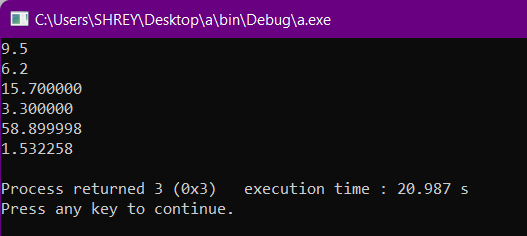 C:\Users\SHREY\Desktop\a\bin\Debug\a.exe
9.5
6.2
15.700000
3.300000
58.899998
1.532258
Process returned 3 (0x3)   execution time : 20.987 s
Press any key to continue.